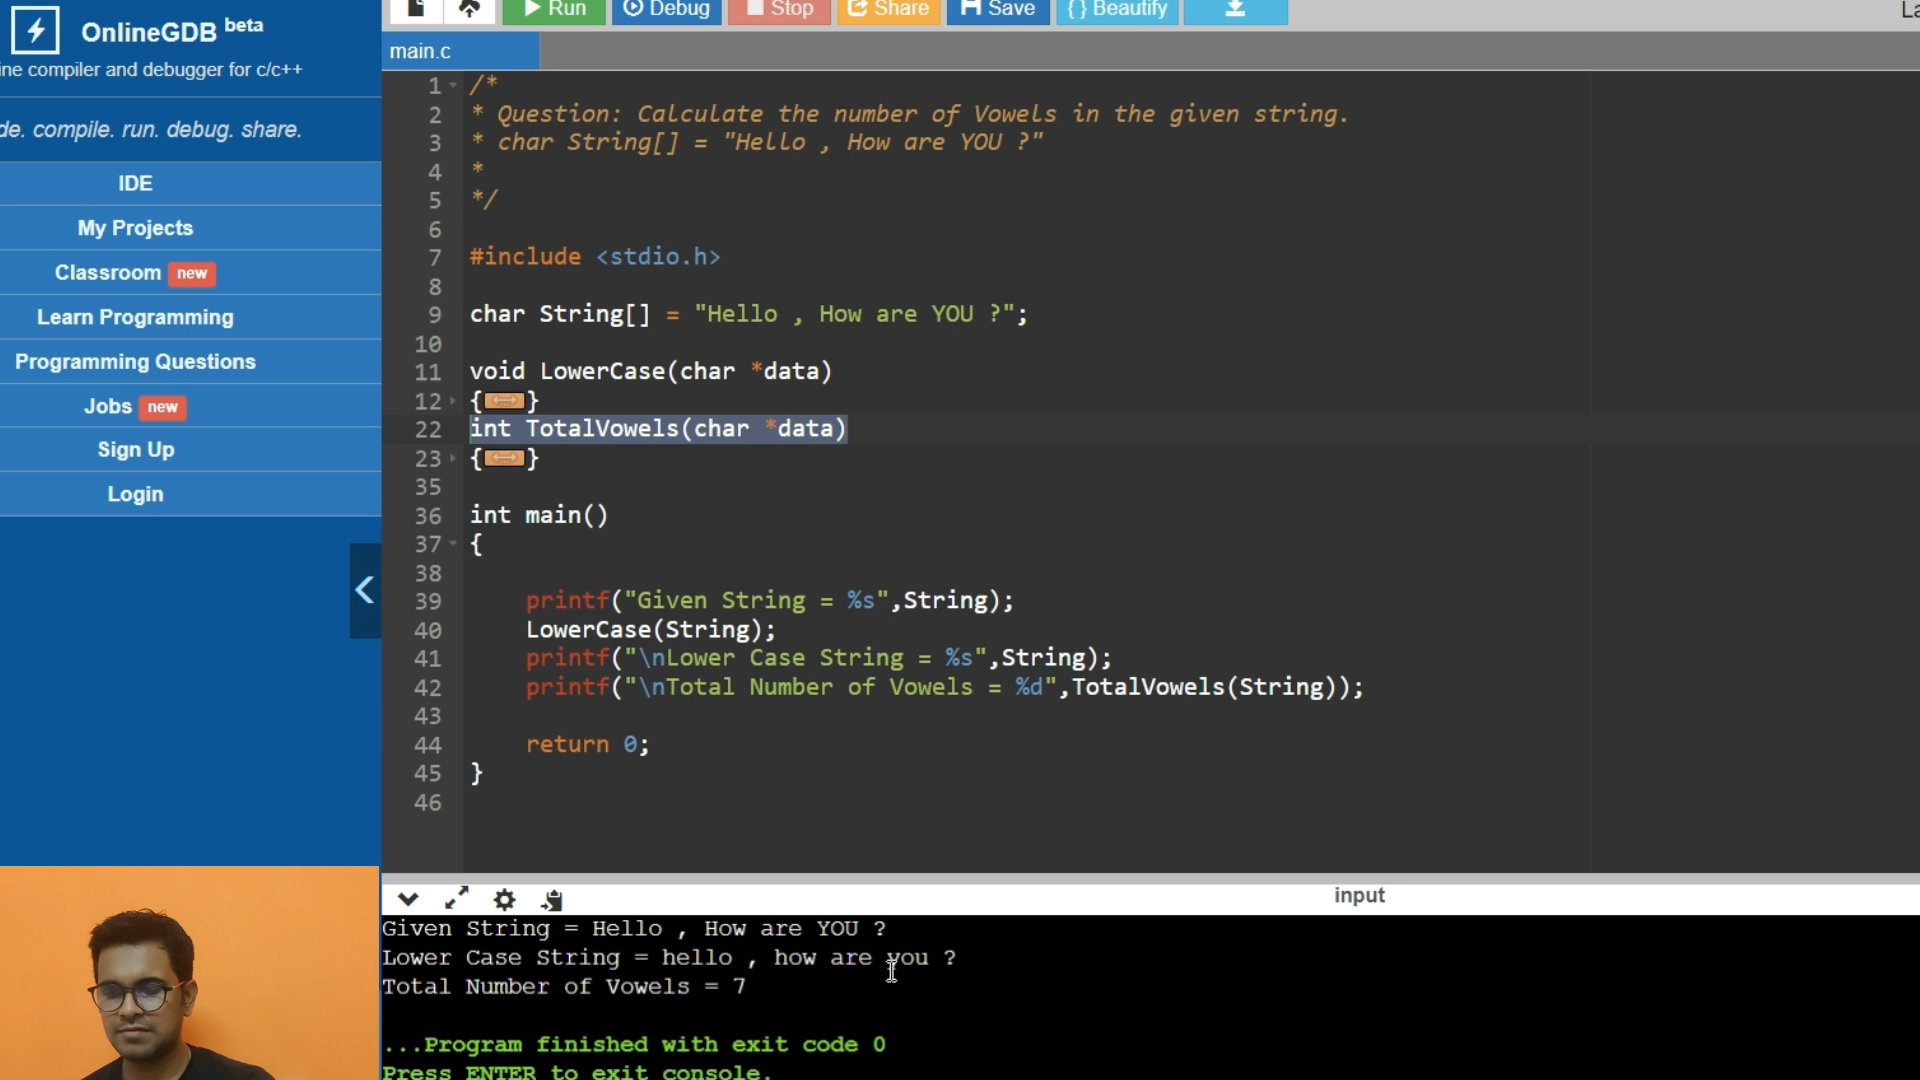 OnlineGDB beta
ine compiler and debugger for c/c++
de. compile. run. debug. share.
IDE
My Projects
Classroom new
Learn Programming
Programming Questions
Jobs new
Sign Up
Login
Run Debug Stop Share Save {} Beautify
La
main.c
1 /*
2 * Question: Calculate the number of Vowels in the given string.
3 * char String[] = "Hello , How are YOU ?"
4 *
5 */
6
7 #include <stdio.h>
8
9 char String[] = "Hello , How are YOU ?";
10
11 void LowerCase(char *data)
12 {}
22 int TotalVowels(char *data)
23 {}
35
36 int main()
37 {
38
39 printf("Given String = %s",String);
40 LowerCase(String);
41 printf("\nLower Case String = %s",String);
42 printf("\nTotal Number of Vowels = %d",TotalVowels(String));
43
44 return 0;
45 }
46
input
Given String = Hello , How are YOU ?
Lower Case String = hello , how are you ?
Total Number of Vowels = 7
...Program finished with exit code 0
Press ENTER to exit console.